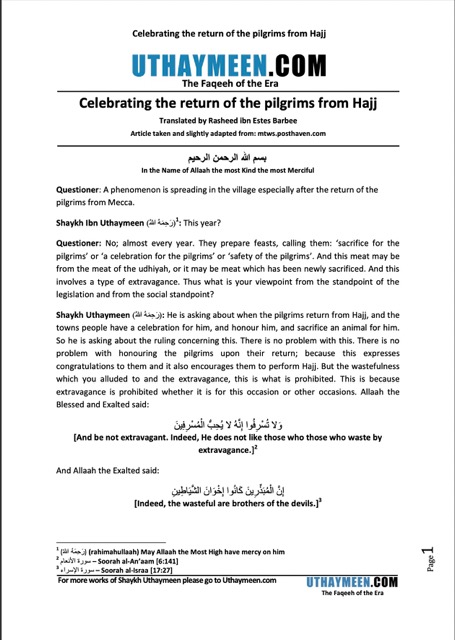 Celebrating the return of the pilgrims from Hajj
UTHAYMEEN.COM
The Faqeeh of the Era
Celebrating the return of the pilgrims from Hajj
Translated by Rasheed ibn Estes Barbee
Article taken and slightly adapted from: mtws.posthaven.com
بسم الله الرحمن الرحيم
In the Name of Allaah the most Kind the most Merciful
Questioner: A phenomenon is spreading in the village especially after the return of the
pilgrims from Mecca.
Shaykh Ibn Uthaymeen (رَحِمَهُ اللهُ)1: This year?
Questioner: No; almost every year. They prepare feasts, calling them: ‘sacrifice for the
pilgrims’ or ‘a celebration for the pilgrims’ or ‘safety of the pilgrims’. And this meat may be
from the meat of the udhiyah, or it may be meat which has been newly sacrificed. And this
involves a type of extravagance. Thus what is your viewpoint from the standpoint of the
legislation and from the social standpoint?
Shaykh Uthaymeen (رَحِمَهُ اللهُ): He is asking about when the pilgrims return from Hajj, and the
towns people have a celebration for him, and honour him, and sacrifice an animal for him.
So he is asking about the ruling concerning this. There is no problem with this. There is no
problem with honouring the pilgrims upon their return; because this expresses
congratulations to them and it also encourages them to perform Hajj. But the wastefulness
which you alluded to and the extravagance, this is what is prohibited. This is because
extravagance is prohibited whether it is for this occasion or other occasions. Allaah the
Blessed and Exalted said:
وَلَا تُسْرِفُوا إِنَّهُ لَا يُحِبُّ الْمُسْرِفِينَ
[And be not extravagant. Indeed, He does not like those who those who waste by
extravagance.]2
And Allaah the Exalted said:
إِنَّ الْمُبَذِّرِينَ كَانُوا إِخْوَانَ الشَّيَاطِينِ
[Indeed, the wasteful are brothers of the devils.]3
1 (رَحِمَهُ اللهُ) (rahimahullah) May Allaah the Most High have mercy on him
2 سورة الأنعام – Soorah al-An’aam [6:141]
3 سورة الإسراء – Soorah al-Israa [17:27]
For more works of Shaykh Uthaymeen please go to Uthaymeen.com
UTHAYMEEN.COM
The Faqeeh of the Era
Page 1